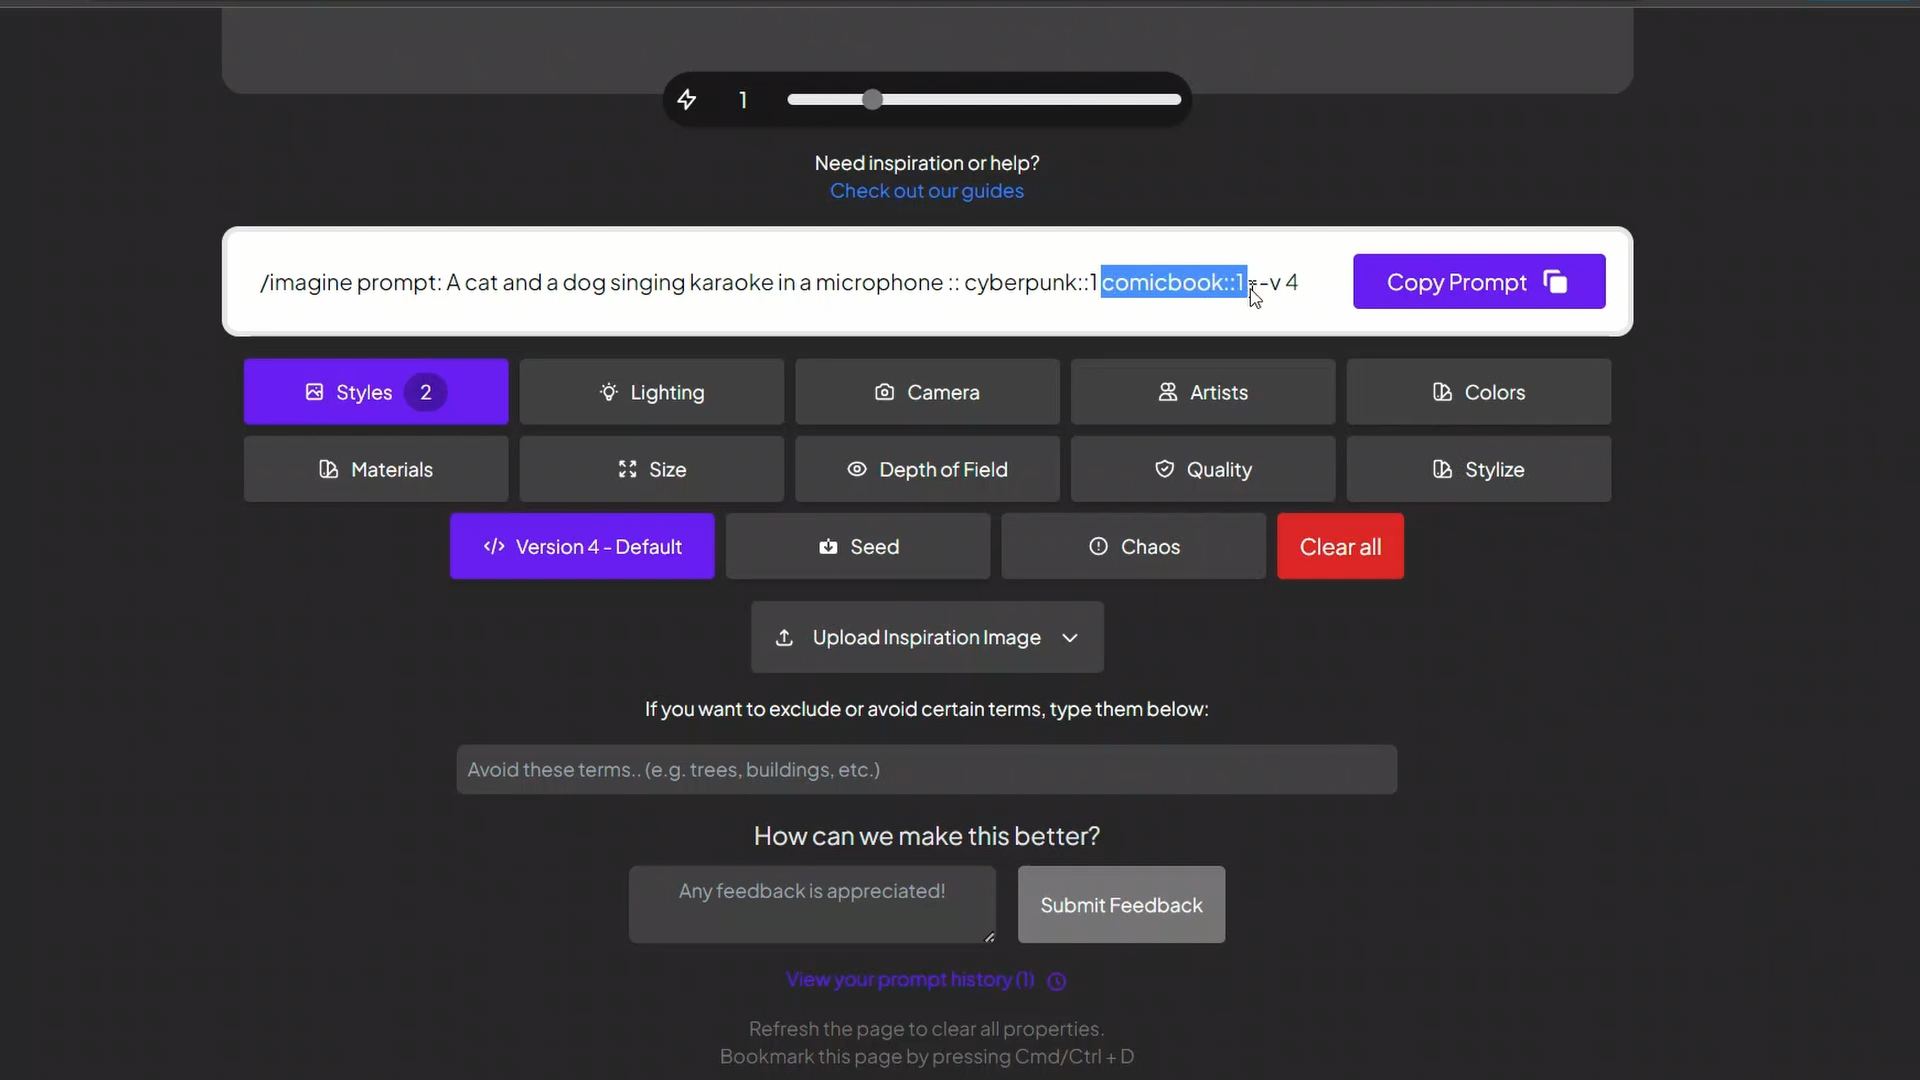 1
Need inspiration or help?
Check out our guides
/imagine prompt: A cat and a dog singing karaoke in a microphone :: cyberpunk::1 comicbook::1 --v 4
Copy Prompt
Styles 2
Lighting
Camera
Artists
Colors
Materials
Size
Depth of Field
Quality
Stylize
</> Version 4 - Default
Seed
Chaos
Clear all
Upload Inspiration Image
If you want to exclude or avoid certain terms, type them below:
Avoid these terms.. (e.g. trees, buildings, etc.)
How can we make this better?
Any feedback is appreciated!
Submit Feedback
View your prompt history (1)
Refresh the page to clear all properties.
Bookmark this page by pressing Cmd/Ctrl + D